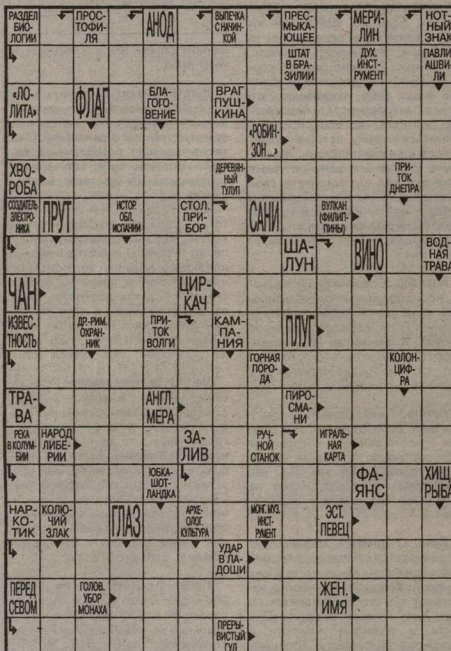 РАЗДЕЛ
БИО-
ЛОГИИ
ПРОС-
ТОФИ-
ЛЯ
АНОД
ВЫПЕЧКА
С НАЧИН-
КОЙ
ПРЕС-
МЫКА-
ЮЩЕЕ
МЕРИ-
ЛИН
НОТ-
НЫЙ
ЗНАК
ШТАТ
В БРА-
ЗИЛИИ
ДУХ.
ИНСТ-
РУМЕНТ
ПАВЛИ-
АШВИ-
ЛИ
«ЛО-
ЛИТА»
ФЛАГ
БЛА-
ГОГО-
ВЕНИЕ
ВРАГ
ПУШ-
КИНА
«РОБИН-
ЗОН ...»
ХВО-
РОБА
ДЕРЕВЯН-
НЫЙ
ТУЛУП
ПРИ-
ТОК
ДНЕПРА
СОЗДАТЕЛЬ
ЭЛЕКТРО-
НИКА
ПРУТ
ИСТОР.
ОБЛ.
ИСПАНИИ
СТОЛ.
ПРИ-
БОР
САНИ
ВУЛКАН
(ФИЛИП-
ПИНЫ)
ША-
ЛУН
ВИНО
ВОД-
НАЯ
ТРАВА
ЧАН
ЦИР-
КАЧ
ИЗВЕС-
ТНОСТЬ
ДР.-РИМ.
ОХРАН-
НИК
ПРИ-
ТОК
ВОЛГИ
КАМ-
ПА-
НИЯ
ПЛУГ
ГОРНАЯ
ПОРО-
ДА
КОЛОН-
ЦИФ-
РА
ТРА-
ВА
АНГЛ.
МЕРА
ПИРО-
СМА-
НИ
РЕКА
В КОЛУМ-
БИИ
НАРОД
ЛИБЕ-
РИИ
ЗА-
ЛИВ
РУЧ-
НОЙ
СТАНОК
ИГРАЛЬ-
НАЯ
КАРТА
ЮБКА-
ШОТ-
ЛАНДКА
ФА-
ЯНС
ХИЩ.
РЫБА
НАР-
КО-
ТИК
КОЛЮ-
ЧИЙ
ЗЛАК
ГЛАЗ
АРХЕ-
ОЛОГ.
КУЛЬТУРА
МОНГ. МУЗ.
ИНСТ-
РУМЕНТ
ЭСТ.
ПЕВЕЦ
УДАР
В ЛА-
ДОШИ
ПЕРЕД
СЕВОМ
ГОЛОВ.
УБОР
МОНАХА
ЖЕН.
ИМЯ
ПРЕРЫ-
ВИСТЫЙ
ГУЛ